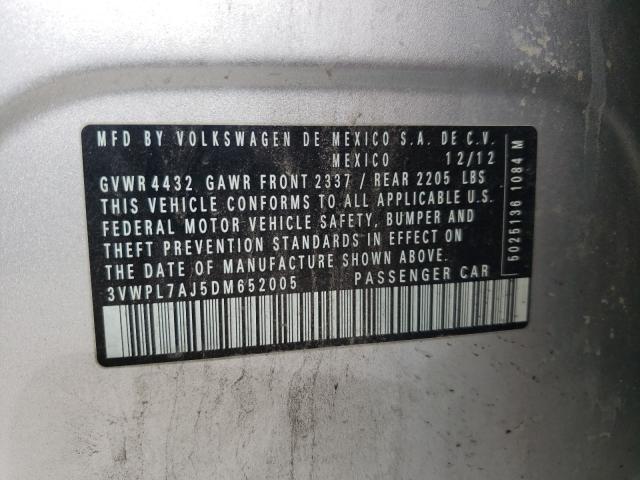 MFD BY VOLKSWAGEN DE MEXICO S.A. DE C.V.
MEXICO 12/12
GVWR 4432 GAWR FRONT 2337 / REAR 2205 LBS
THIS VEHICLE CONFORMS TO ALL APPLICABLE U.S.
FEDERAL MOTOR VEHICLE SAFETY, BUMPER AND
THEFT PREVENTION STANDARDS IN EFFECT ON
THE DATE OF MANUFACTURE SHOWN ABOVE.
3VWPL7AJ5DM652005 PASSENGER CAR
5025136 1084 M